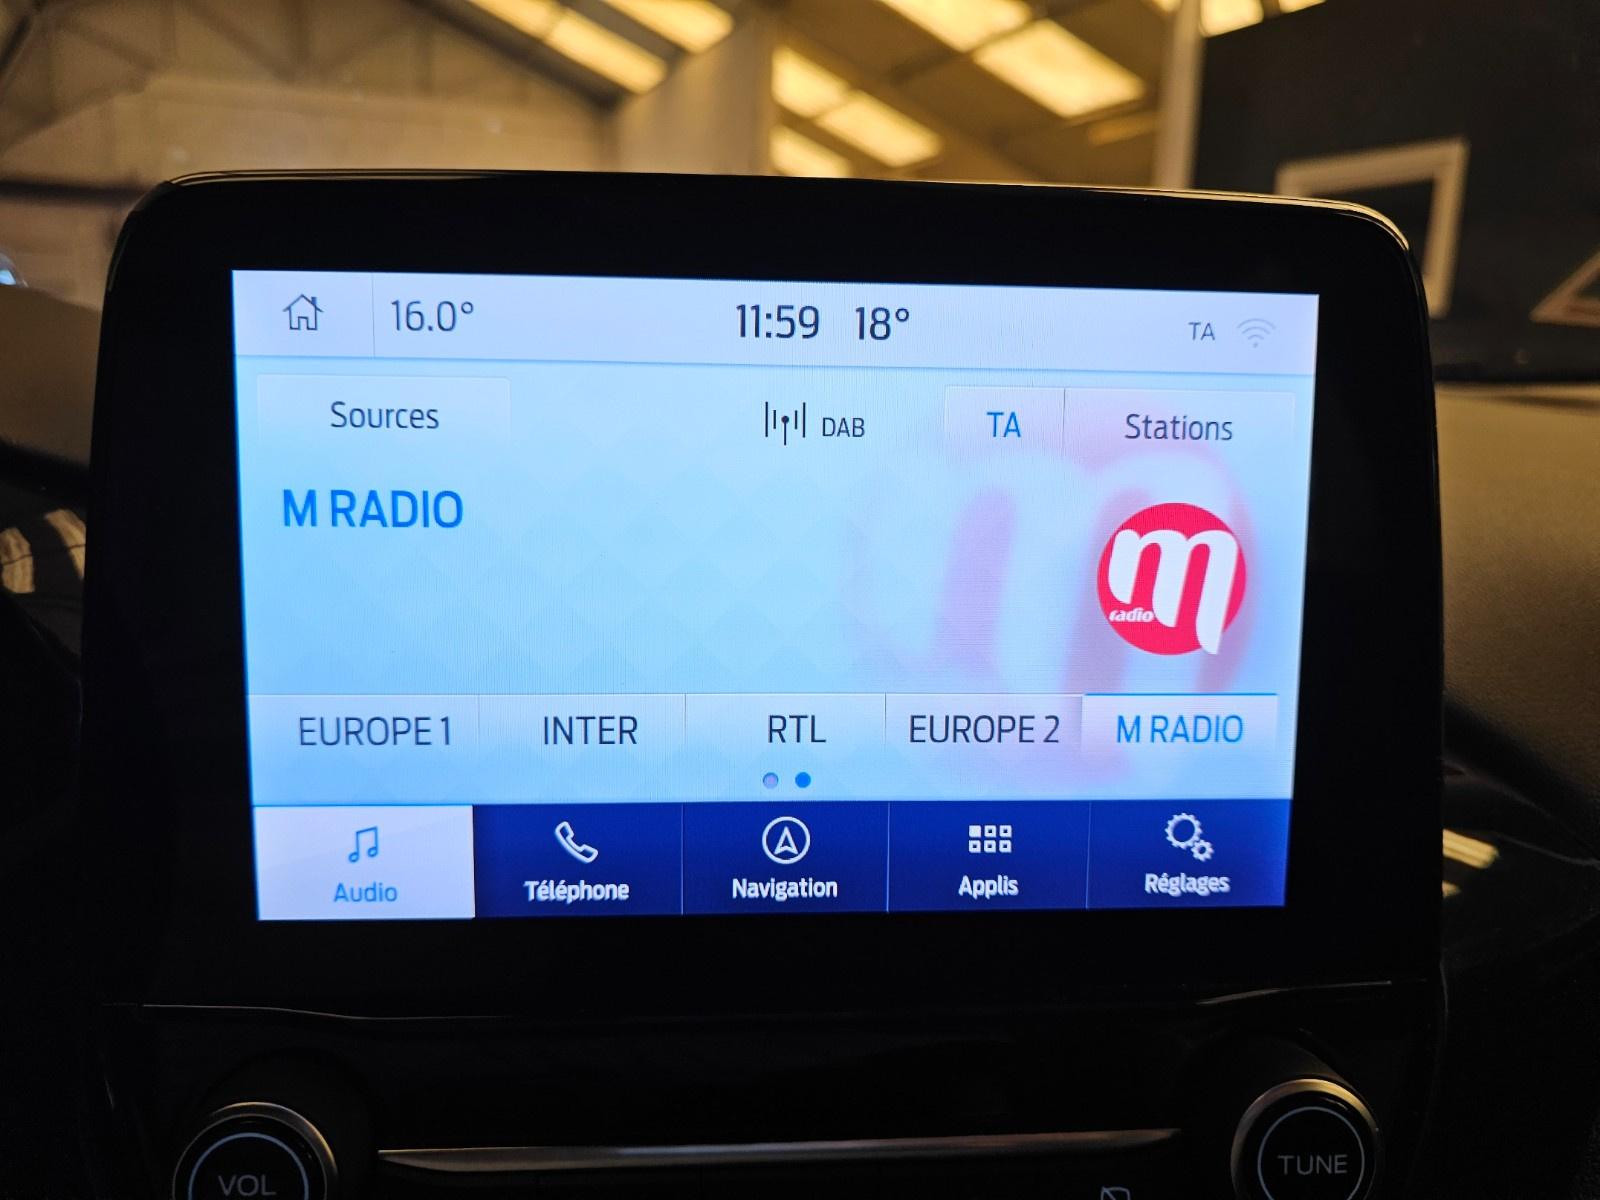 16.0° 11:59 18° TA
Sources DAB TA Stations
M RADIO
m radio
EUROPE 1 INTER RTL EUROPE 2 M RADIO
Audio Téléphone Navigation Applis Réglages
VOL TUNE